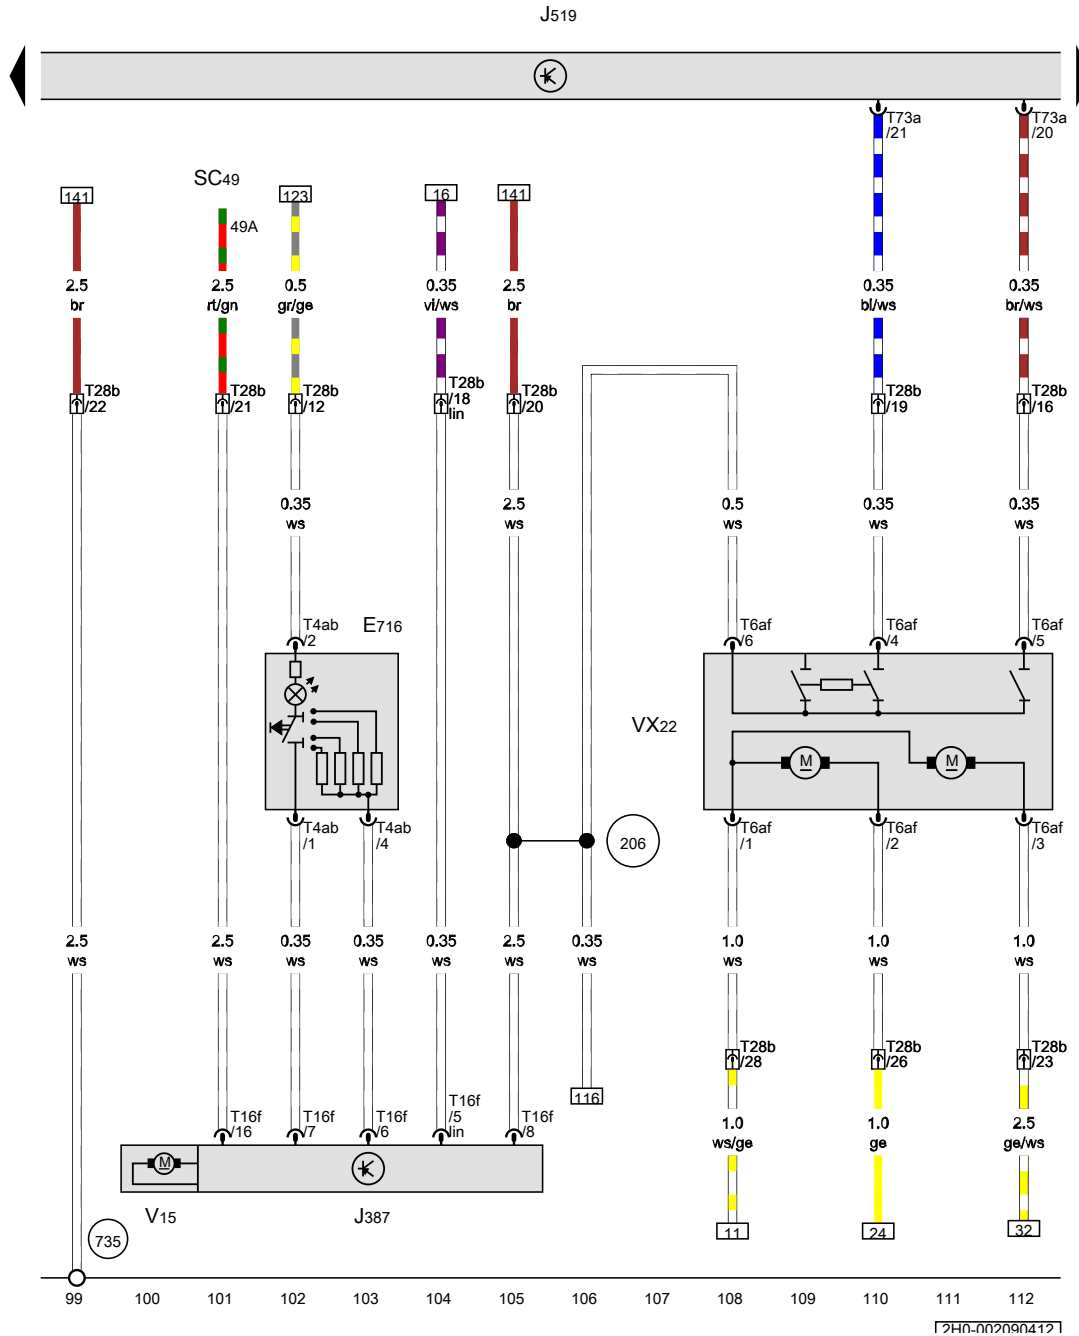 J519
T73a
/21
T73a
/20
SC49
141
49A
123
16
141
2.5
br
2.5
rt/gn
0.5
gr/ge
0.35
vi/ws
2.5
br
0.35
bl/ws
0.35
br/ws
T28b
/22
T28b
/21
T28b
/12
T28b
/18
lin
T28b
/20
T28b
/19
T28b
/16
0.35
ws
2.5
ws
0.5
ws
0.35
ws
0.35
ws
T4ab
/2
E716
T6af
/6
T6af
/4
T6af
/5
VX22
M
M
T4ab
/1
T4ab
/4
206
T6af
/1
T6af
/2
T6af
/3
2.5
ws
2.5
ws
0.35
ws
0.35
ws
0.35
ws
2.5
ws
0.35
ws
1.0
ws
1.0
ws
1.0
ws
T28b
/28
T28b
/26
T28b
/23
116
T16f
/16
T16f
/7
T16f
/6
T16f
/5
lin
T16f
/8
1.0
ws/ge
1.0
ge
2.5
ge/ws
M
V15
J387
735
11
24
32
99 100 101 102 103 104 105 106 107 108 109 110 111 112
2H0-002090412